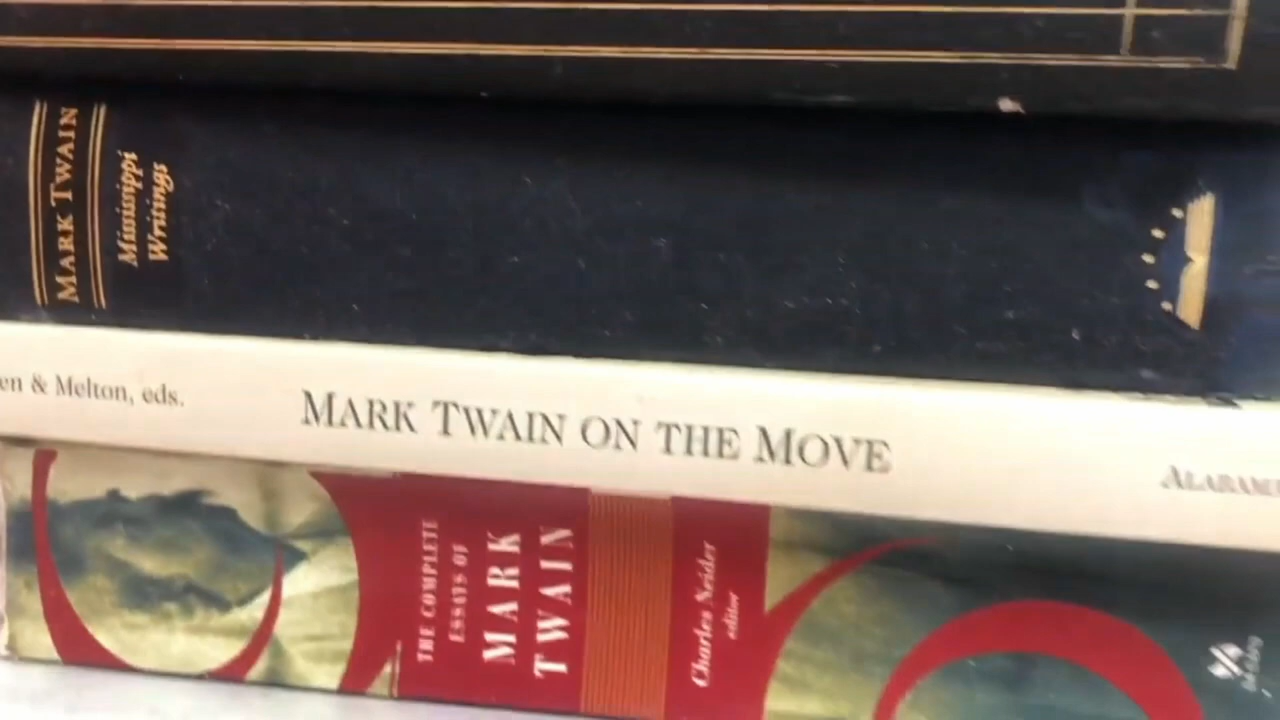 MARK TWAIN
Mississippi
Writings
en & Melton, eds.
MARK TWAIN ON THE MOVE
THE COMPLETE
ESSAYS OF
MARK
TWAIN
Charles Neider
editor